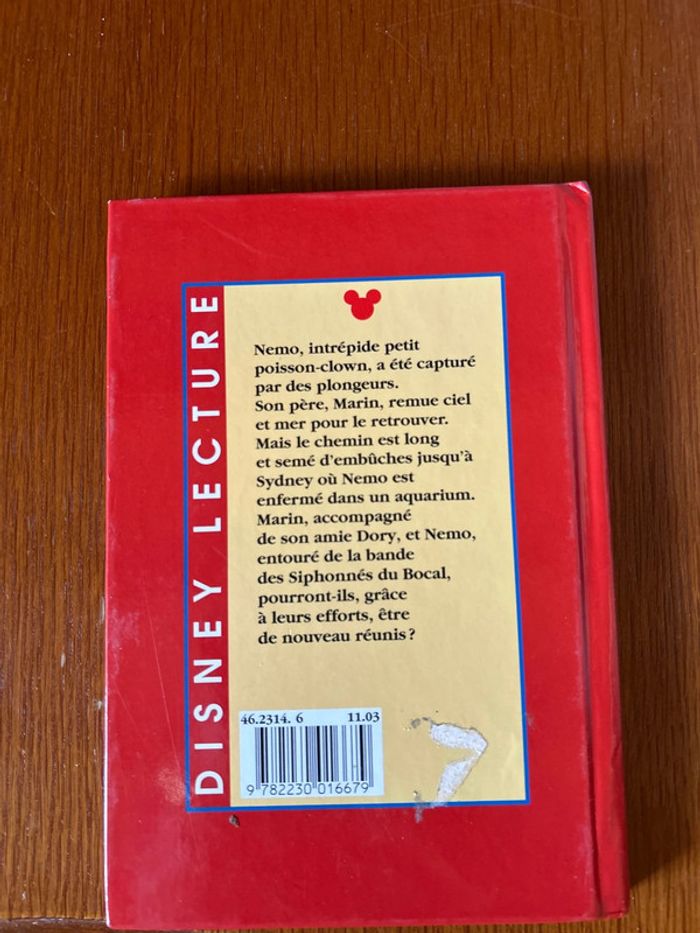 DISNEY LECTURE
Nemo, intrépide petit
poisson-clown, a été capturé
par des plongeurs.
Son père, Marin, remue ciel
et mer pour le retrouver.
Mais le chemin est long
et semé d'embûches jusqu'à
Sydney où Nemo est
enfermé dans un aquarium.
Marin, accompagné
de son amie Dory, et Nemo,
entouré de la bande
des Siphonnés du Bocal,
pourront-ils, grâce
à leurs efforts, être
de nouveau réunis ?
46.2314. 6 11.03
9 782230 016679